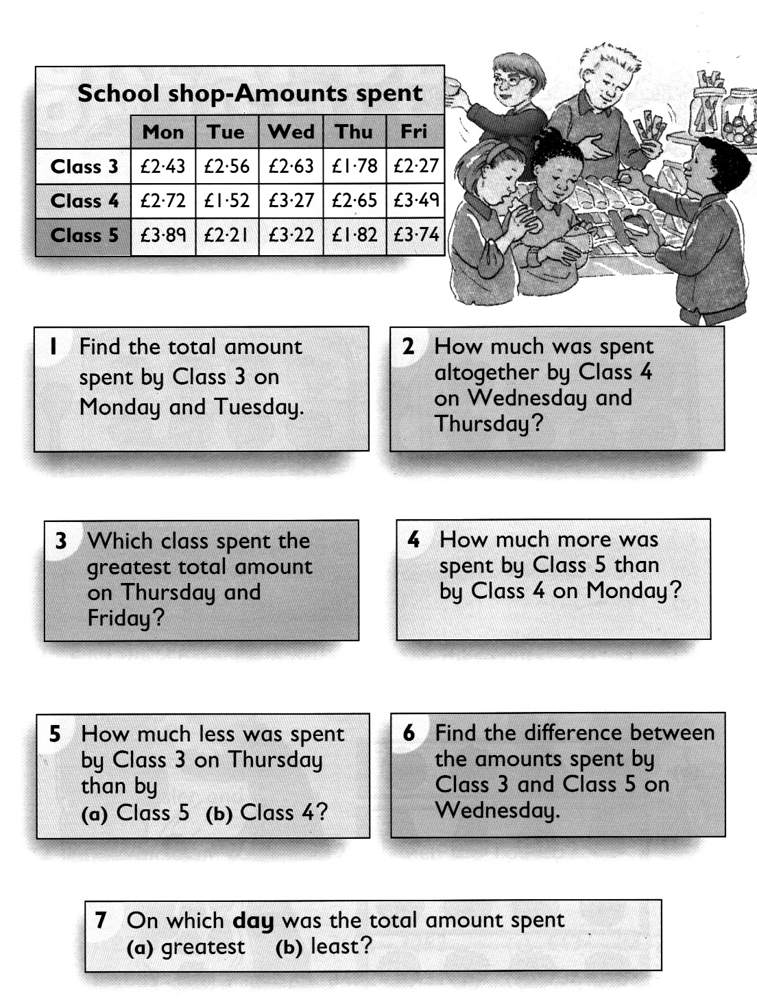 School shop-Amounts spent
Mon Tue Wed Thu Fri
Class 3 £2·43 £2·56 £2·63 £1·78 £2·27
Class 4 £2·72 £1·52 £3·27 £2·65 £3·49
Class 5 £3·89 £2·21 £3·22 £1·82 £3·74
1 Find the total amount
spent by Class 3 on
Monday and Tuesday.
2 How much was spent
altogether by Class 4
on Wednesday and
Thursday?
3 Which class spent the
greatest total amount
on Thursday and
Friday?
4 How much more was
spent by Class 5 than
by Class 4 on Monday?
5 How much less was spent
by Class 3 on Thursday
than by
(a) Class 5 (b) Class 4?
6 Find the difference between
the amounts spent by
Class 3 and Class 5 on
Wednesday.
7 On which day was the total amount spent
(a) greatest (b) least?